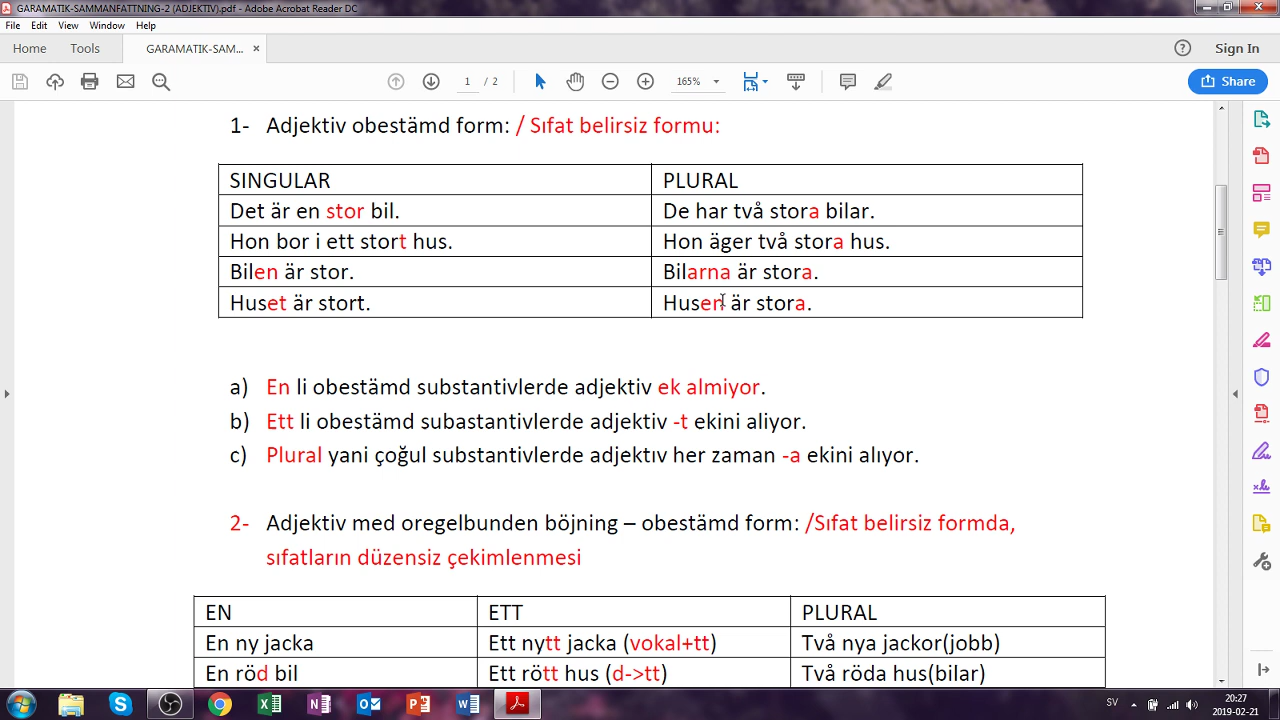 GARAMATIK-SAMMANFATTNING-2 (ADJEKTIV).pdf - Adobe Acrobat Reader DC
File Edit View Window Help
Home Tools GARAMATIK-SAM... × Sign In
1 / 2 165% Share
1- Adjektiv obestämd form: / Sıfat belirsiz formu:
SINGULAR PLURAL
Det är en stor bil. De har två stora bilar.
Hon bor i ett stort hus. Hon äger två stora hus.
Bilen är stor. Bilarna är stora.
Huset är stort. Husen är stora.
a) En li obestämd substantivlerde adjektiv ek almiyor.
b) Ett li obestämd subastantivlerde adjektiv -t ekini aliyor.
c) Plural yani çoğul substantivlerde adjektıv her zaman -a ekini alıyor.
2- Adjektiv med oregelbunden böjning – obestämd form: /Sıfat belirsiz formda,
sıfatların düzensiz çekimlenmesi
EN ETT PLURAL
En ny jacka Ett nytt jacka (vokal+tt) Två nya jackor(jobb)
En röd bil Ett rött hus (d->tt) Två röda hus(bilar)
SV 20:27
2019-02-21